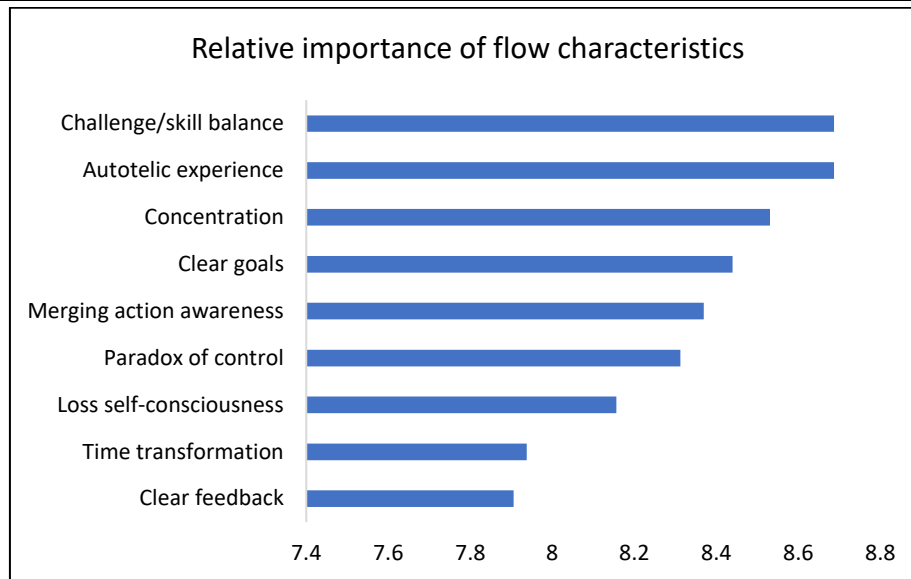 Relative importance of flow characteristics
Challenge/skill balance
Autotelic experience
Concentration
Clear goals
Merging action awareness
Paradox of control
Loss self-consciousness
Time transformation
Clear feedback
7.4 7.6 7.8 8 8.2 8.4 8.6 8.8